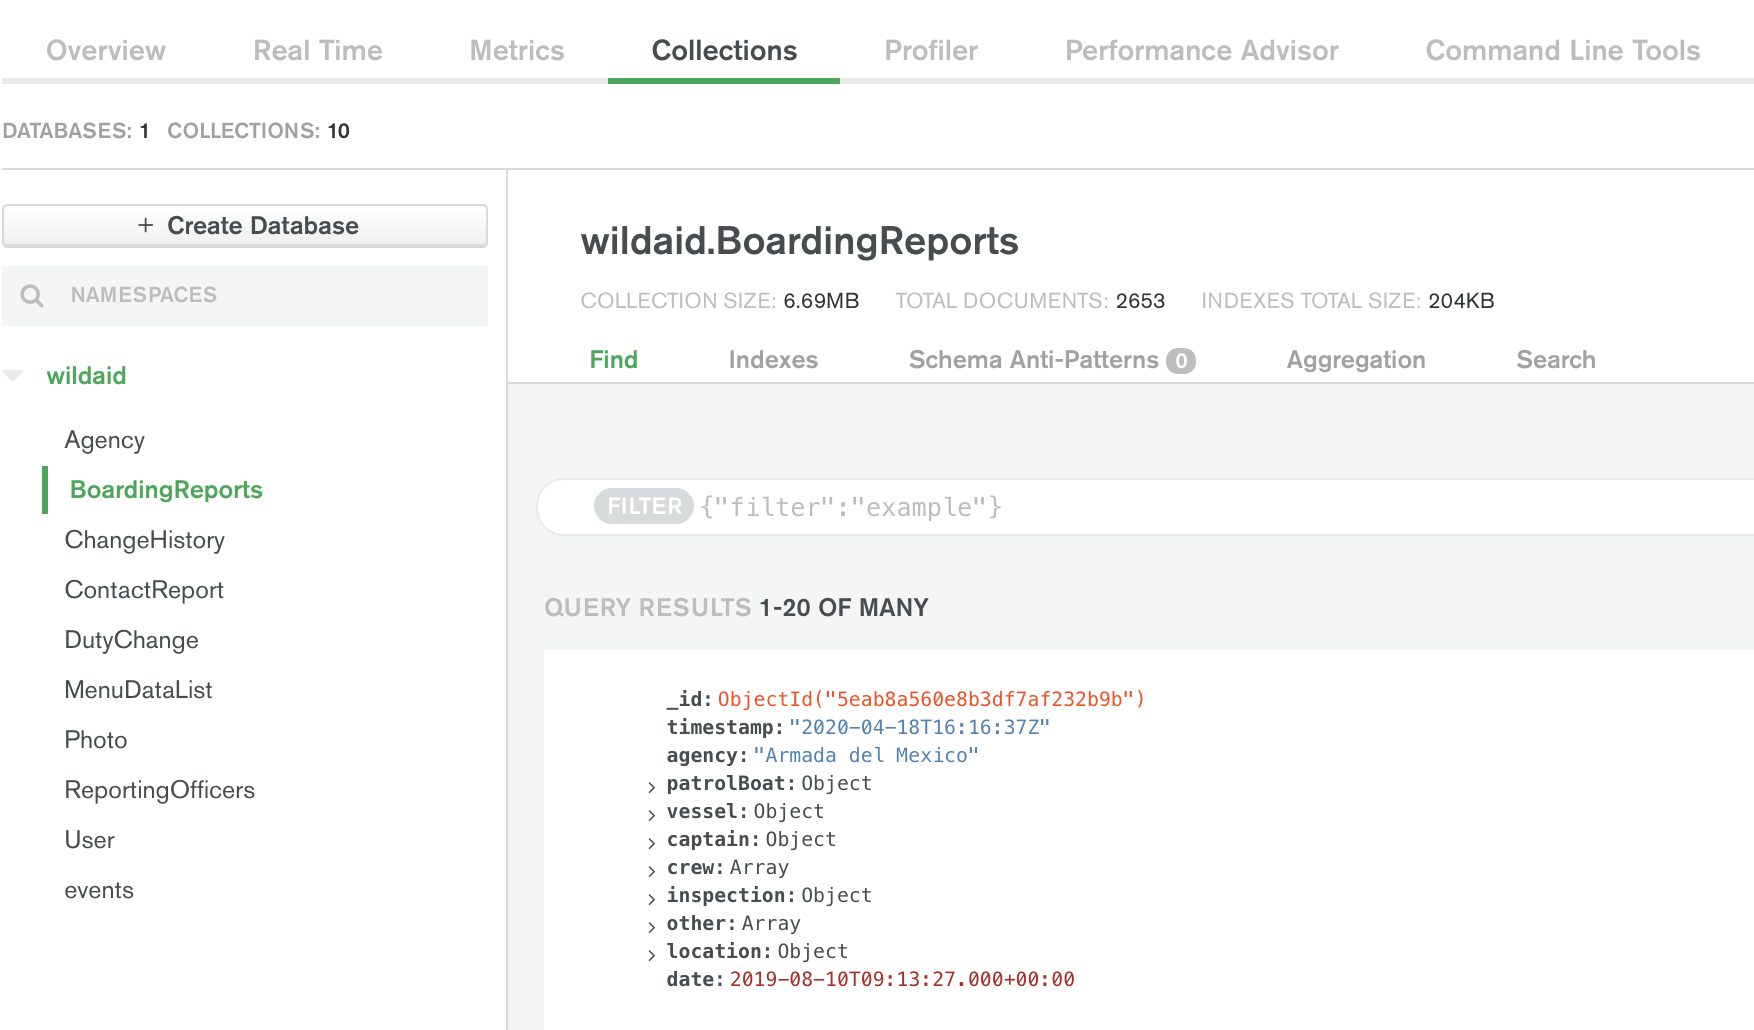 Overview Real Time Metrics Collections Profiler Performance Advisor Command Line Tools
DATABASES: 1 COLLECTIONS: 10
+ Create Database
NAMESPACES
wildaid
Agency
BoardingReports
ChangeHistory
ContactReport
DutyChange
MenuDataList
Photo
ReportingOfficers
User
events
wildaid.BoardingReports
COLLECTION SIZE: 6.69MB TOTAL DOCUMENTS: 2653 INDEXES TOTAL SIZE: 204KB
Find Indexes Schema Anti-Patterns 0 Aggregation Search
FILTER {"filter":"example"}
QUERY RESULTS 1-20 OF MANY
_id: ObjectId("5eab8a560e8b3df7af232b9b")
timestamp: "2020-04-18T16:16:37Z"
agency: "Armada del Mexico"
> patrolBoat: Object
> vessel: Object
> captain: Object
> crew: Array
> inspection: Object
> other: Array
> location: Object
date: 2019-08-10T09:13:27.000+00:00